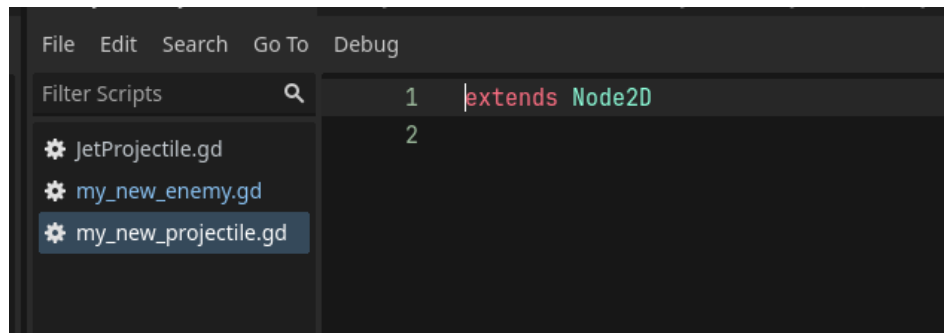 File Edit Search Go To Debug
Filter Scripts
JetProjectile.gd
my_new_enemy.gd
my_new_projectile.gd
1 extends Node2D
2